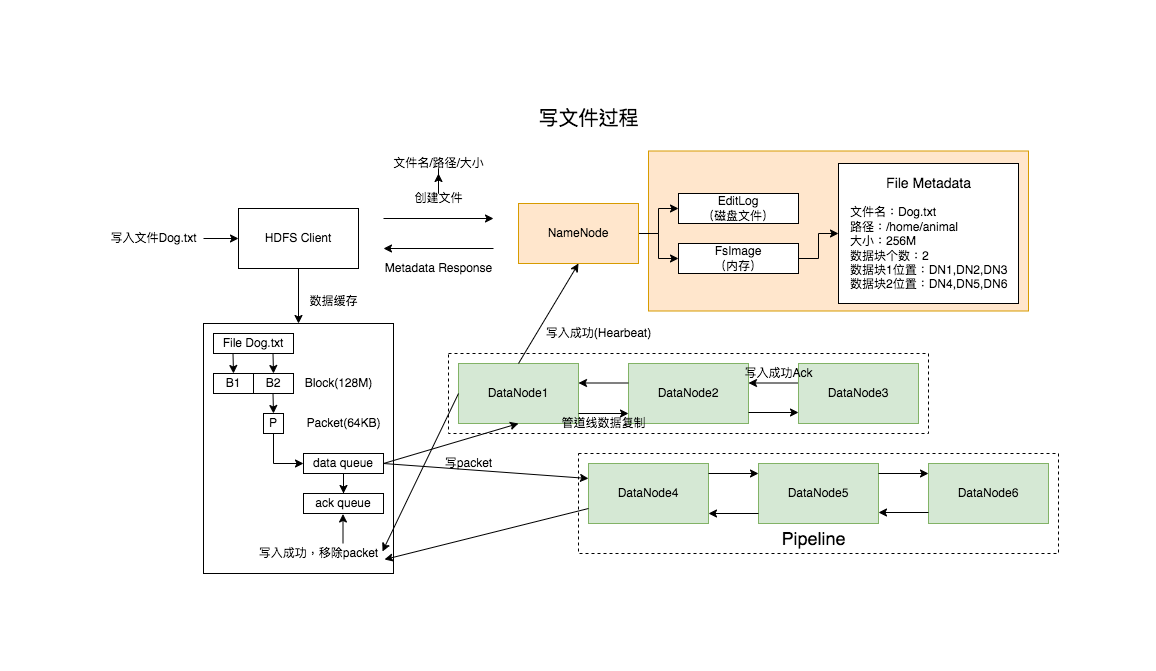 写文件过程
文件名/路径/大小
创建文件
写入文件Dog.txt
HDFS Client
Metadata Response
NameNode
EditLog
（磁盘文件）
FsImage
（内存）
File Metadata
文件名：Dog.txt
路径：/home/animal
大小：256M
数据块个数：2
数据块1位置：DN1,DN2,DN3
数据块2位置：DN4,DN5,DN6
数据缓存
File Dog.txt
B1
B2
Block(128M)
P
Packet(64KB)
data queue
ack queue
写入成功，移除packet
写入成功(Hearbeat)
DataNode1
DataNode2
写入成功Ack
DataNode3
管道线数据复制
写packet
DataNode4
DataNode5
DataNode6
Pipeline